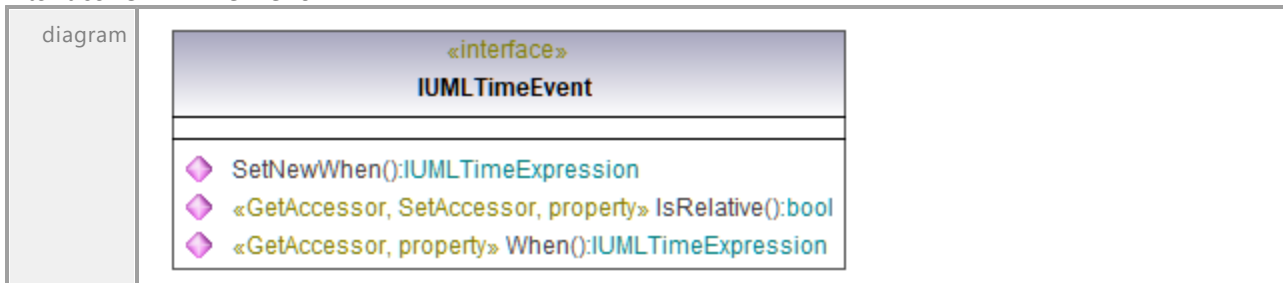 diagram
«interface»
IUMLTimeEvent
SetNewWhen():IUMLTimeExpression
«GetAccessor, SetAccessor, property» IsRelative():bool
«GetAccessor, property» When():IUMLTimeExpression